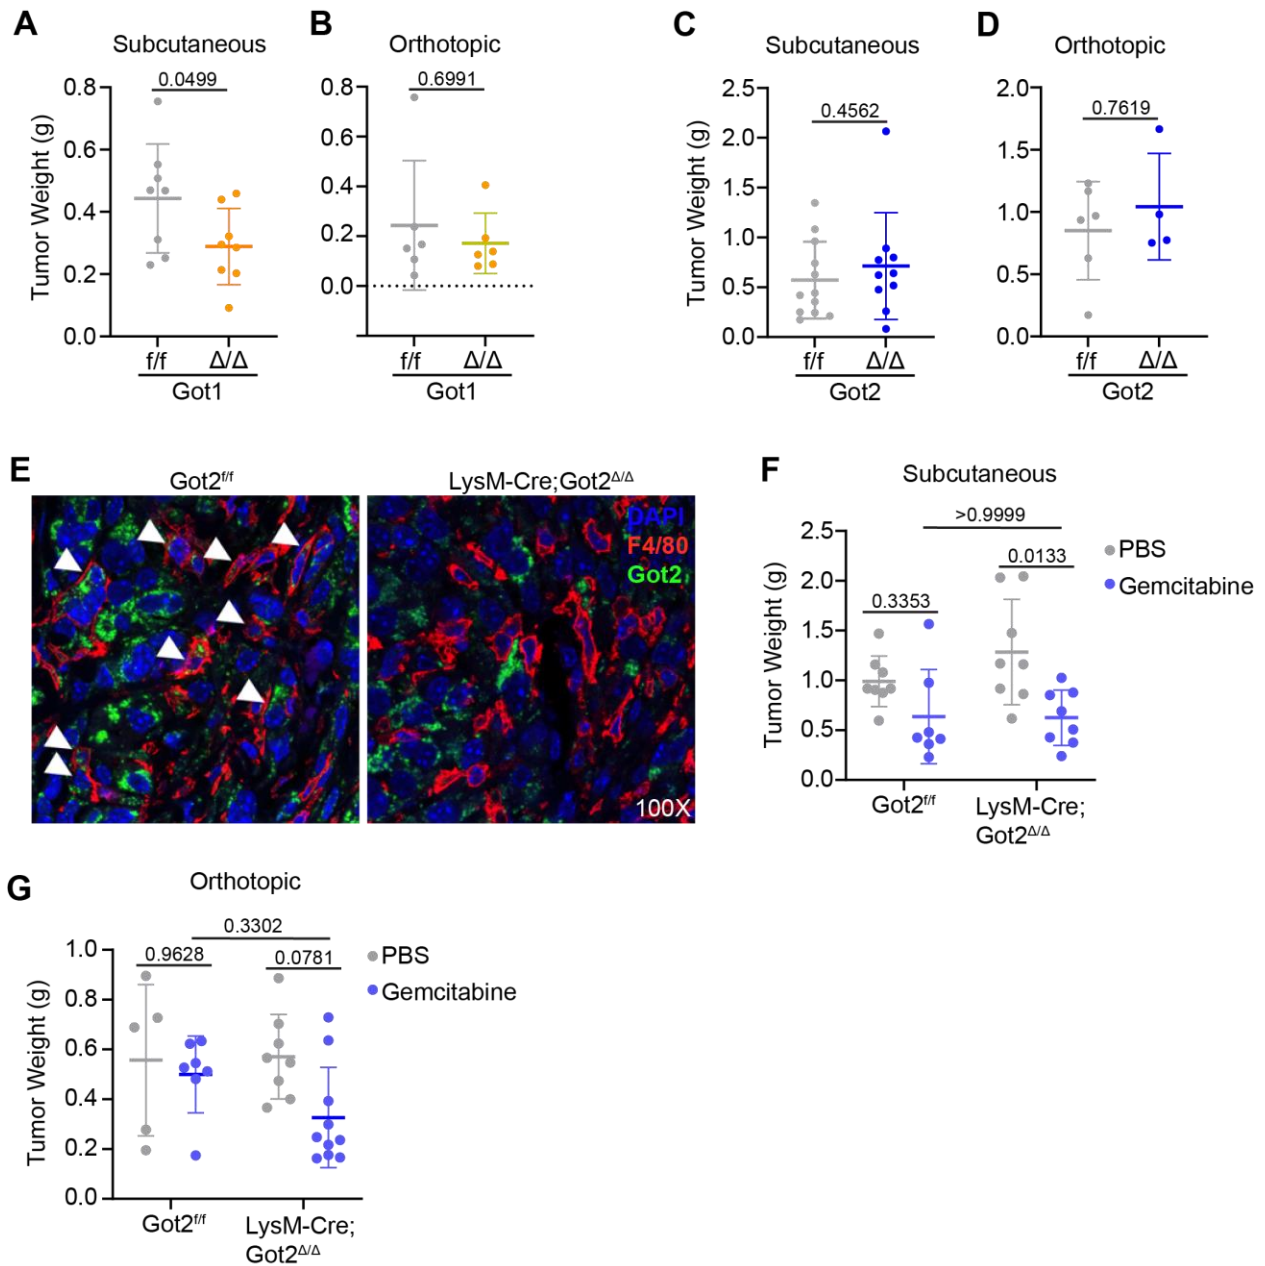 A
Subcutaneous
0.0499
0.8
0.6
0.4
0.2
0.0
Tumor Weight (g)
f/f
Δ/Δ
Got1
B
Orthotopic
0.6991
0.8
0.6
0.4
0.2
0.0
f/f
Δ/Δ
Got1
C
Subcutaneous
0.4562
2.5
2.0
1.5
1.0
0.5
0.0
Tumor Weight (g)
f/f
Δ/Δ
Got2
D
Orthotopic
0.7619
2.0
1.5
1.0
0.5
0.0
f/f
Δ/Δ
Got2
E
Got2f/f
LysM-Cre;Got2Δ/Δ
DAPI
F4/80
Got2
100X
F
Subcutaneous
>0.9999
0.3353
0.0133
2.5
2.0
1.5
1.0
0.5
0.0
Tumor Weight (g)
PBS
Gemcitabine
Got2f/f
LysM-Cre;
Got2Δ/Δ
G
Orthotopic
0.3302
0.9628
0.0781
1.0
0.8
0.6
0.4
0.2
0.0
Tumor Weight (g)
PBS
Gemcitabine
Got2f/f
LysM-Cre;
Got2Δ/Δ